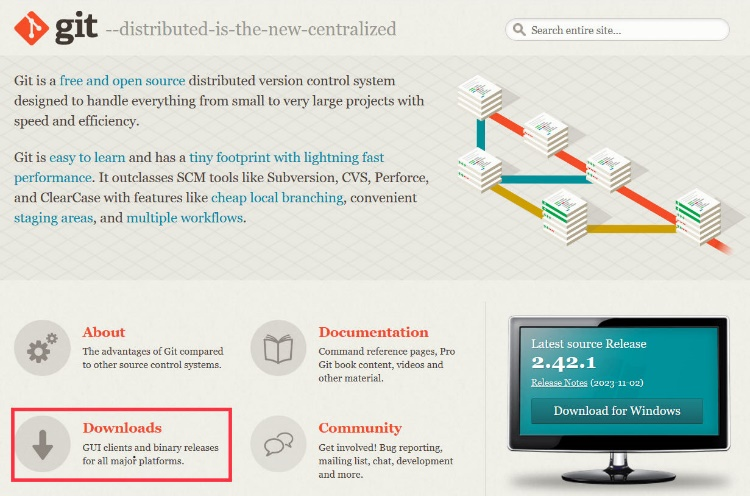 git --distributed-is-the-new-centralized
Search entire site...
Git is a free and open source distributed version control system
designed to handle everything from small to very large projects with
speed and efficiency.
Git is easy to learn and has a tiny footprint with lightning fast
performance. It outclasses SCM tools like Subversion, CVS, Perforce,
and ClearCase with features like cheap local branching, convenient
staging areas, and multiple workflows.
About
The advantages of Git compared
to other source control systems.
Documentation
Command reference pages, Pro
Git book content, videos and
other material.
Downloads
GUI clients and binary releases
for all major platforms.
Community
Get involved! Bug reporting,
mailing list, chat, development
and more.
Latest source Release
2.42.1
Release Notes (2023-11-02)
Download for Windows